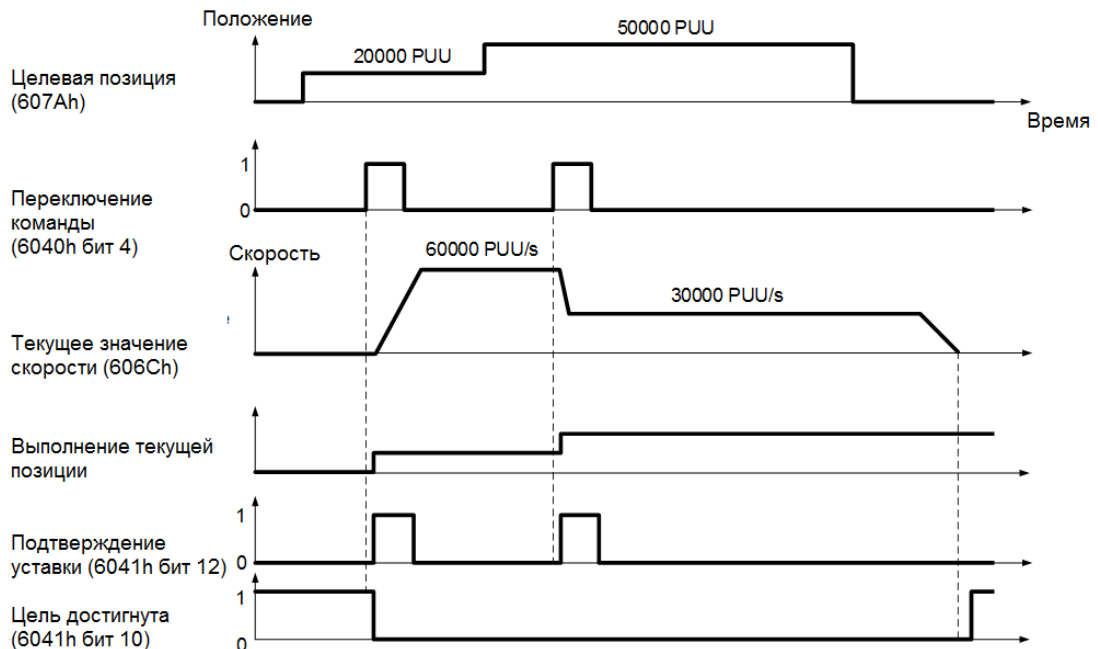 Положение
50000 PUU
20000 PUU
Целевая позиция
(607Ah)
Время
1
Переключение
команды
(6040h бит 4)
0
Скорость
60000 PUU/s
30000 PUU/s
Текущее значение
скорости (606Ch)
Выполнение текущей
позиции
1
Подтверждение
уставки (6041h бит 12)
0
1
Цель достигнута
(6041h бит 10)
0